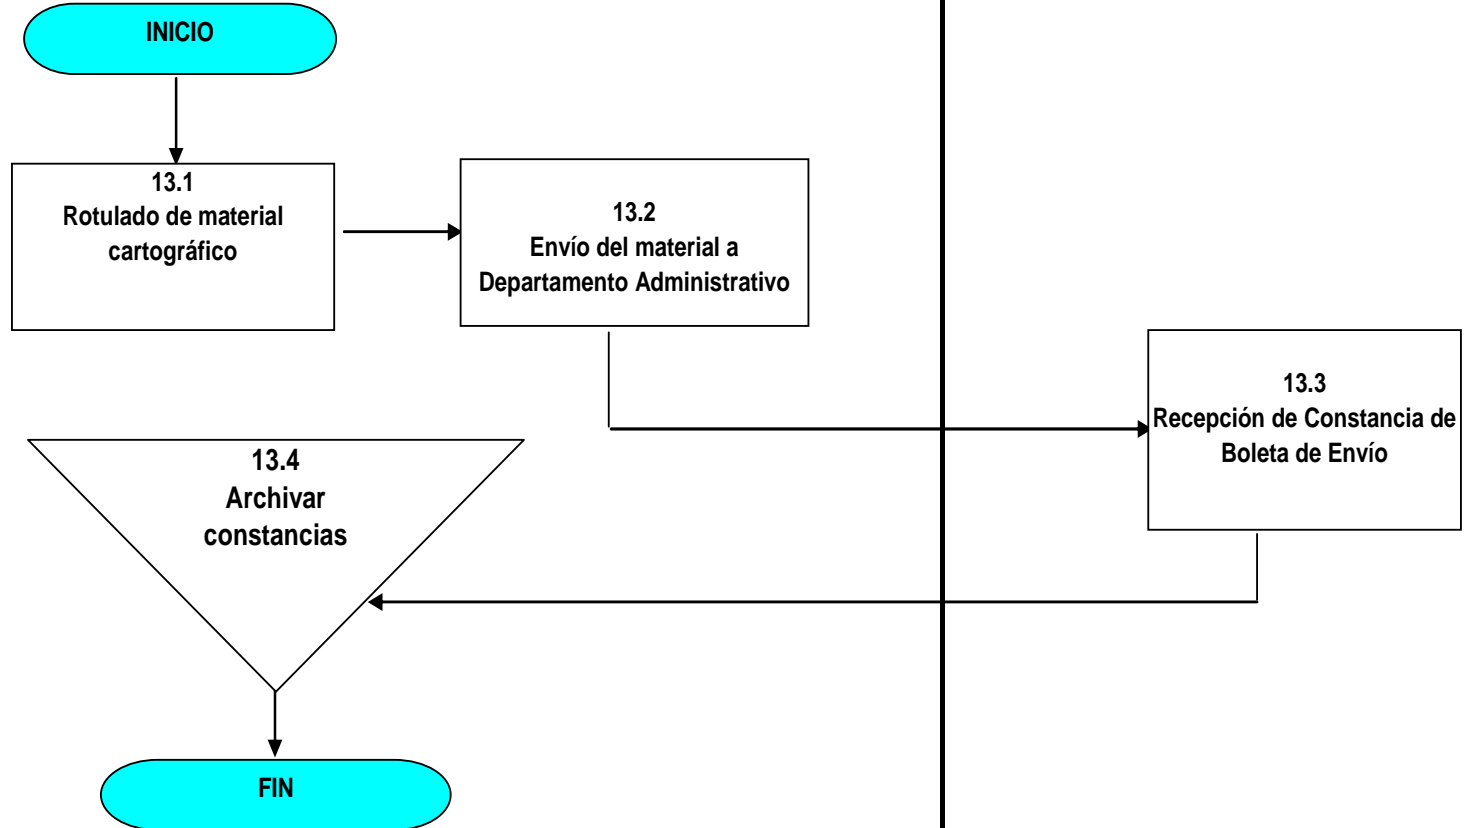 INICIO
13.1
Rotulado de material
cartográfico
13.2
Envío del material a
Departamento Administrativo
13.3
Recepción de Constancia de
Boleta de Envío
13.4
Archivar
constancias
FIN